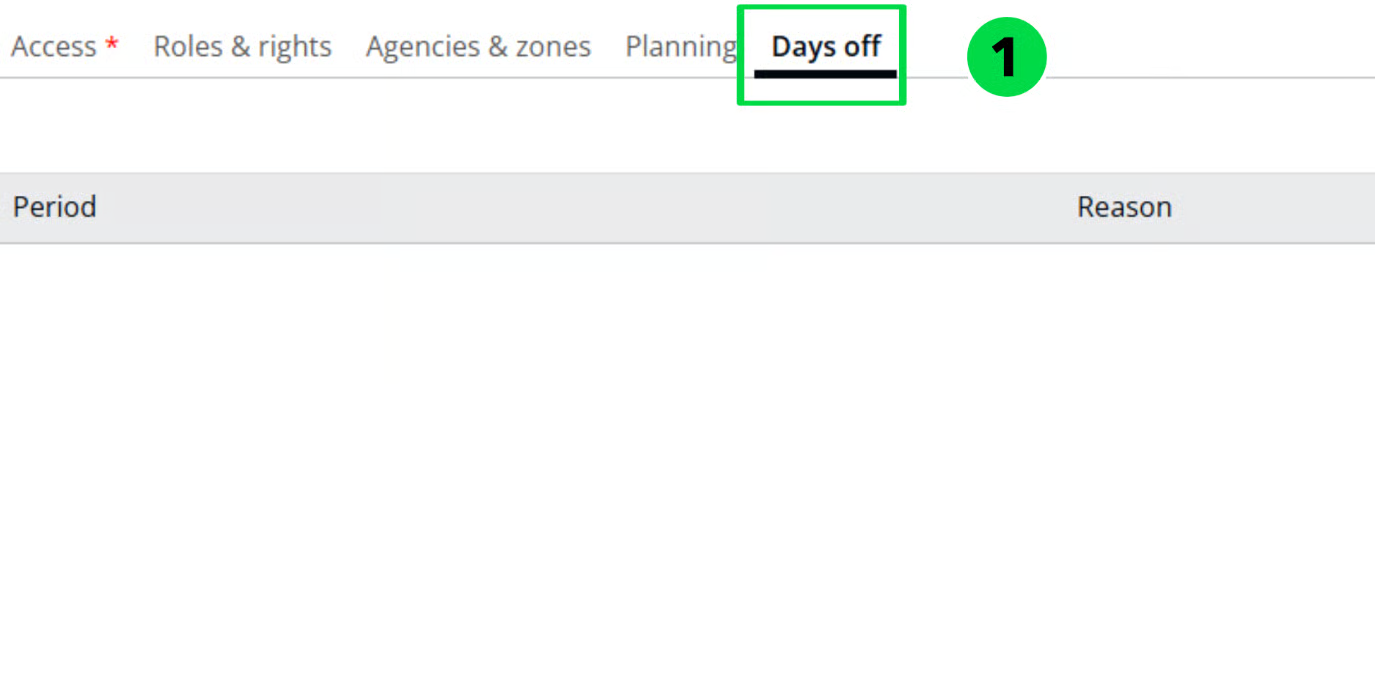 Access * Roles & rights Agencies & zones Planning Days off 1
Period Reason